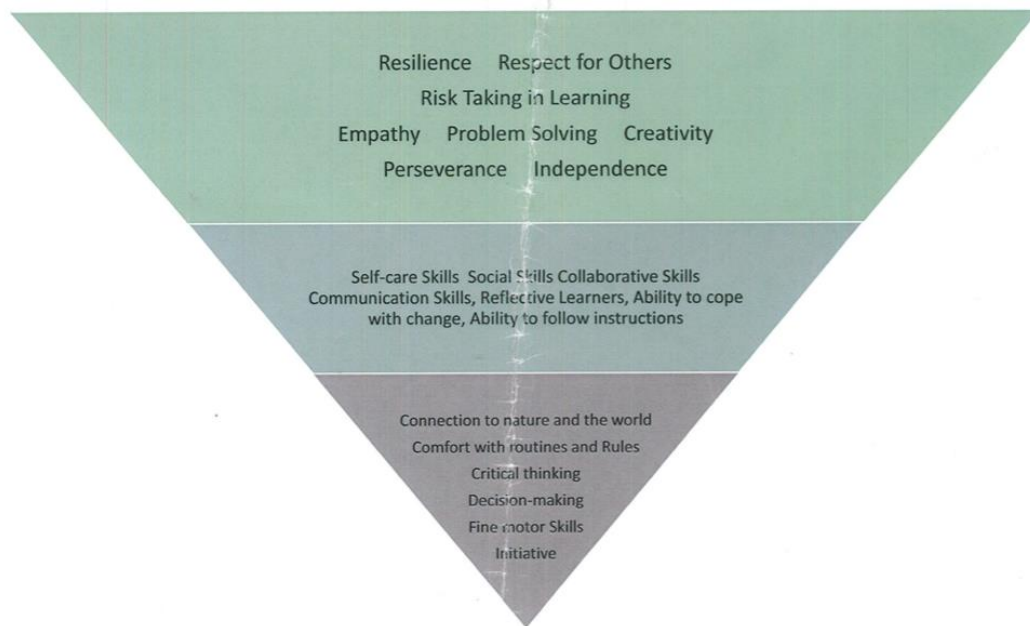 Resilience Respect for Others
Risk Taking in Learning
Empathy Problem Solving Creativity
Perseverance Independence
Self-care Skills Social Skills Collaborative Skills
Communication Skills, Reflective Learners, Ability to cope
with change, Ability to follow instructions
Connection to nature and the world
Comfort with routines and Rules
Critical thinking
Decision-making
Fine motor Skills
Initiative